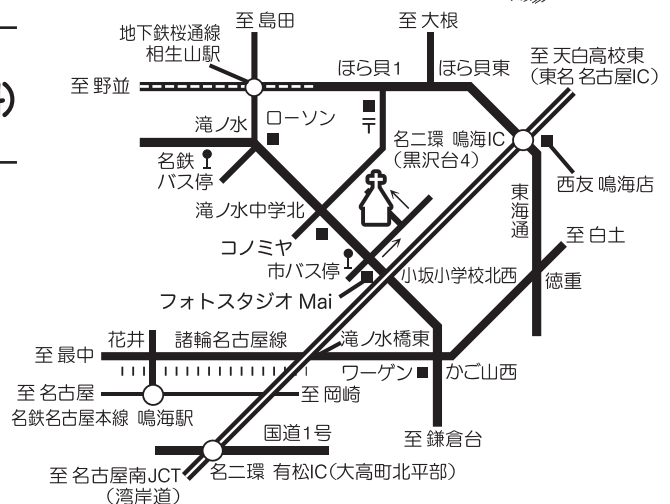 至 島田
至 大根
地下鉄桜通線
相生山駅
ほら貝1
ほら貝東
至 天白高校東
(東名 名古屋IC)
至 野並
ローソン
〒
滝ノ水
名二環 鳴海IC
(黒沢台4)
名鉄
バス停
西友 鳴海店
東海通
滝ノ水中学北
至 白土
コノミヤ
市バス停
小坂小学校北西
徳重
フォトスタジオ Mai
花井
諸輪名古屋線
滝ノ水橋東
至 最中
ワーゲン
かご山西
至 名古屋
至 岡崎
名鉄名古屋本線 鳴海駅
国道1号
至 鎌倉台
至 名古屋南JCT
(湾岸道)
名二環 有松IC(大高町北平部)